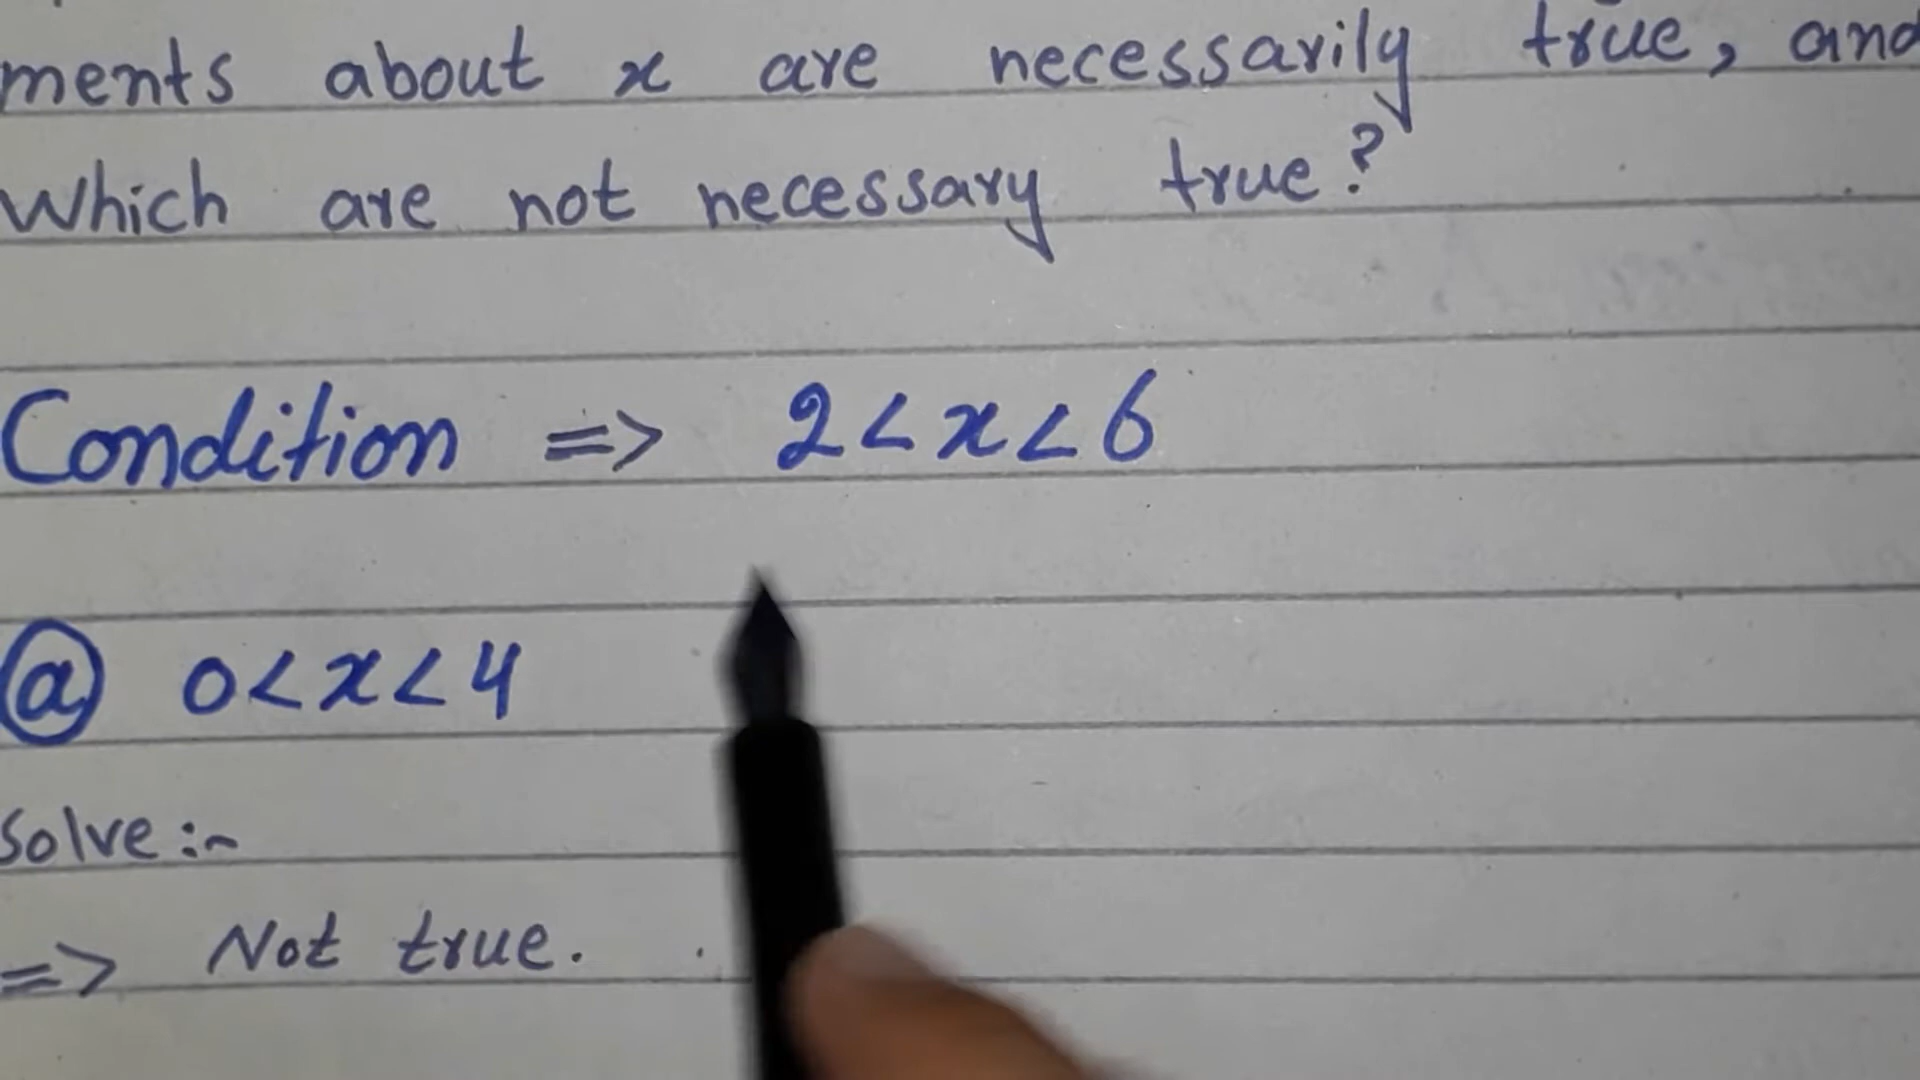 ments about x are necessarily true, and
Which are not necessary true?
Condition => 2<x<6
ⓐ 0<x<4
Solve:~
=> Not true.